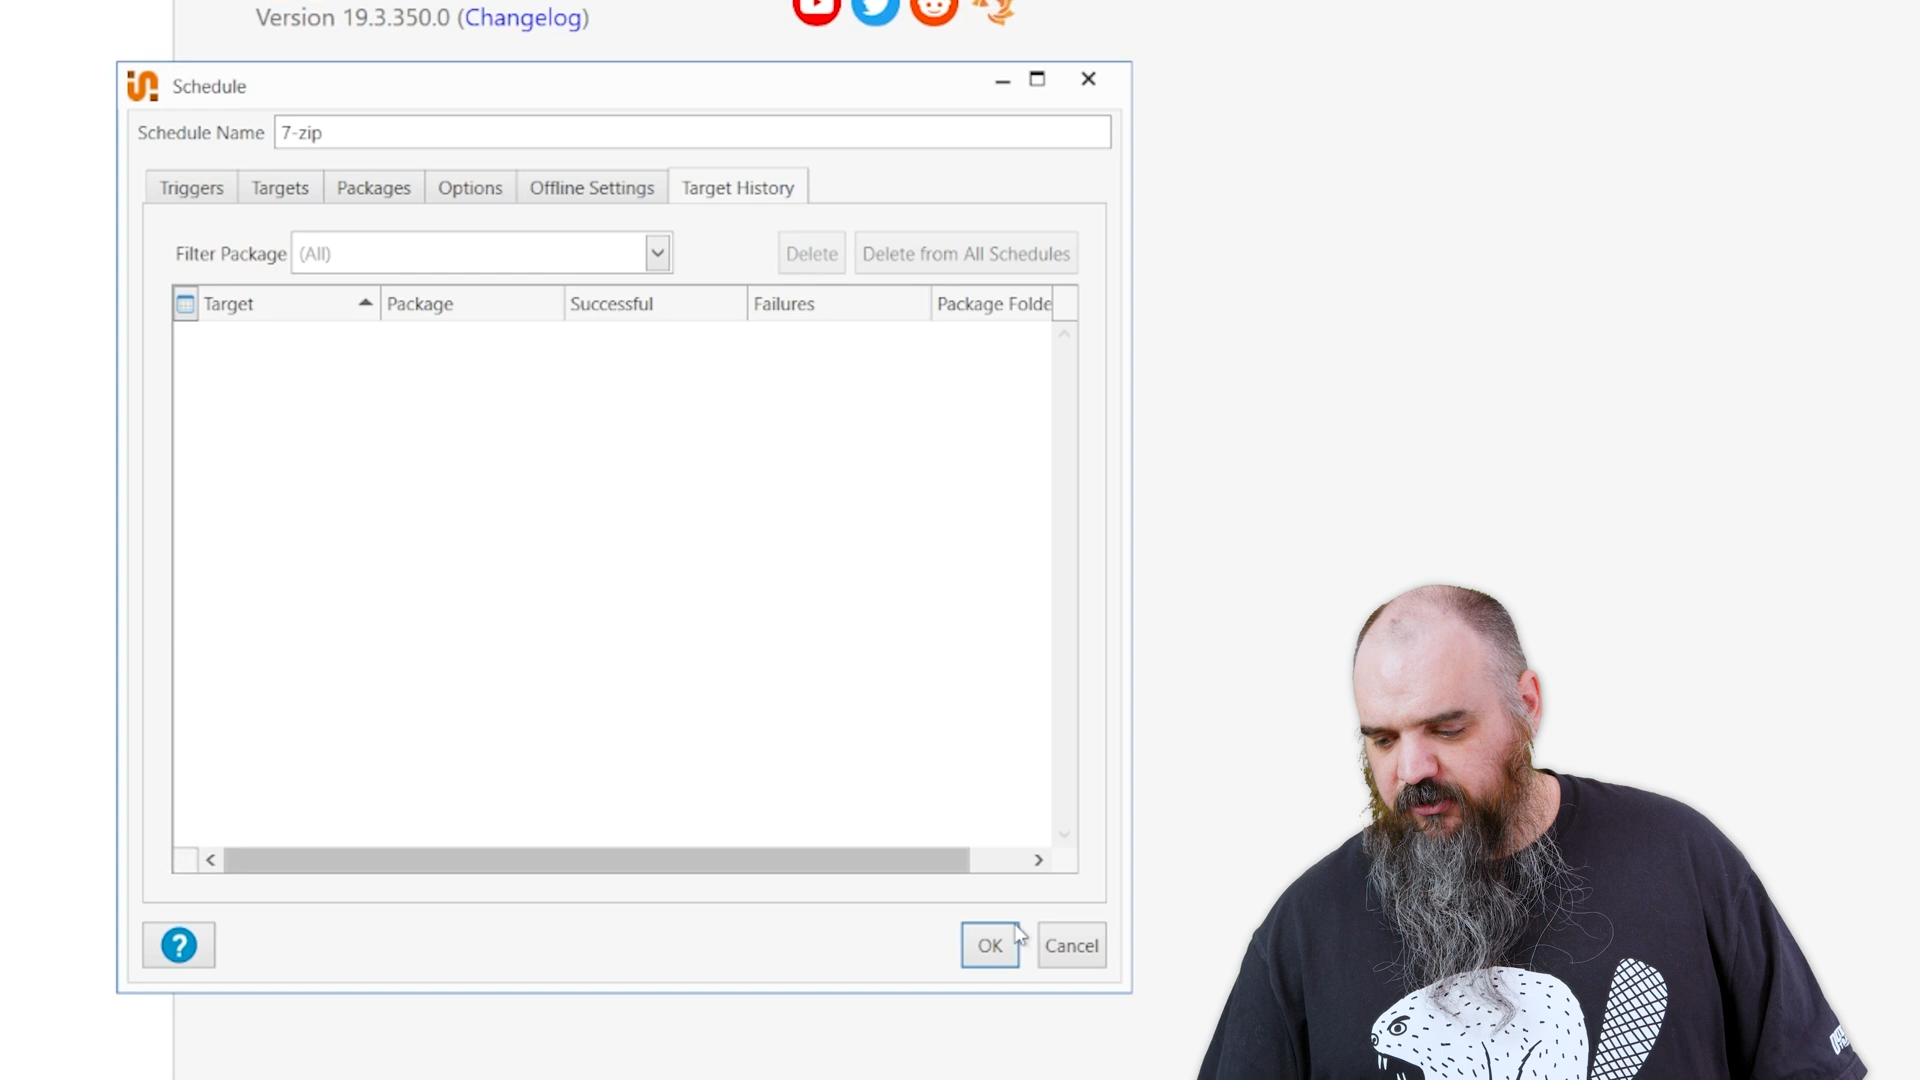 Version 19.3.350.0 (Changelog)
Schedule
Schedule Name 7-zip
Triggers Targets Packages Options Offline Settings Target History
Filter Package (All) Delete Delete from All Schedules
Target Package Successful Failures Package Folde
? OK Cancel